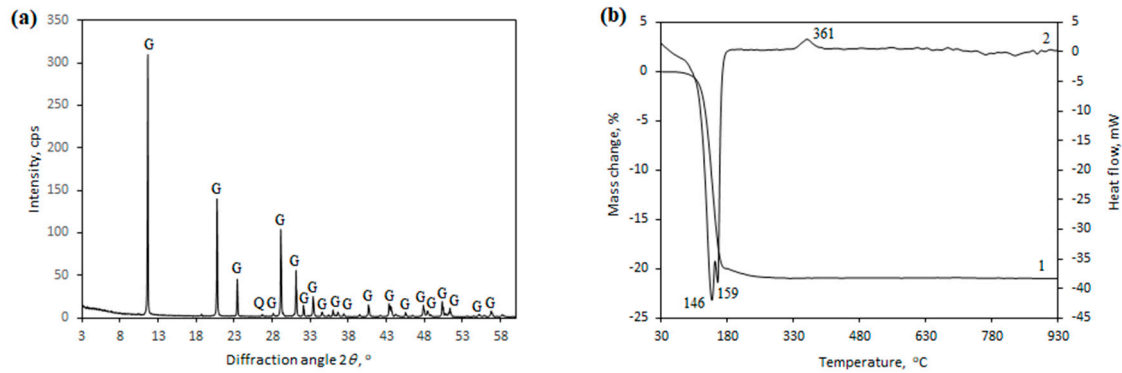 (a)
350
300
250
200
150
100
50
0
Intensity, cps
G
G
G
Q G
G
G
G
G
G G G
G
G
G
G G
G
G
G G
3 8 13 18 23 28 33 38 43 48 53 58
Diffraction angle 2θ, °
(b)
5
0
-5
-10
-15
-20
-25
Mass change, %
361
2
1
146 159
5
0
-5
-10
-15
-20
-25
-30
-35
-40
-45
Heat flow, mW
30 180 330 480 630 780 930
Temperature, °C